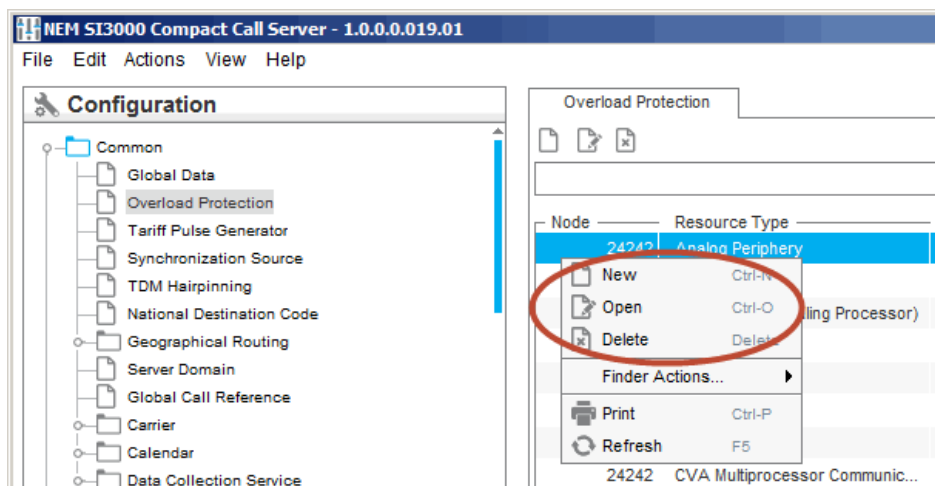 NEM SI3000 Compact Call Server - 1.0.0.0.019.01
File Edit Actions View Help
Configuration
Common
Global Data
Overload Protection
Tariff Pulse Generator
Synchronization Source
TDM Hairpinning
National Destination Code
Geographical Routing
Server Domain
Global Call Reference
Carrier
Calendar
Data Collection Service
Overload Protection
Node Resource Type
24242 Analog Periphery
New Ctrl-N
Open Ctrl-O
ling Processor)
Delete Delete
Finder Actions...
Print Ctrl-P
Refresh F5
24242 CVA Multiprocessor Communic...